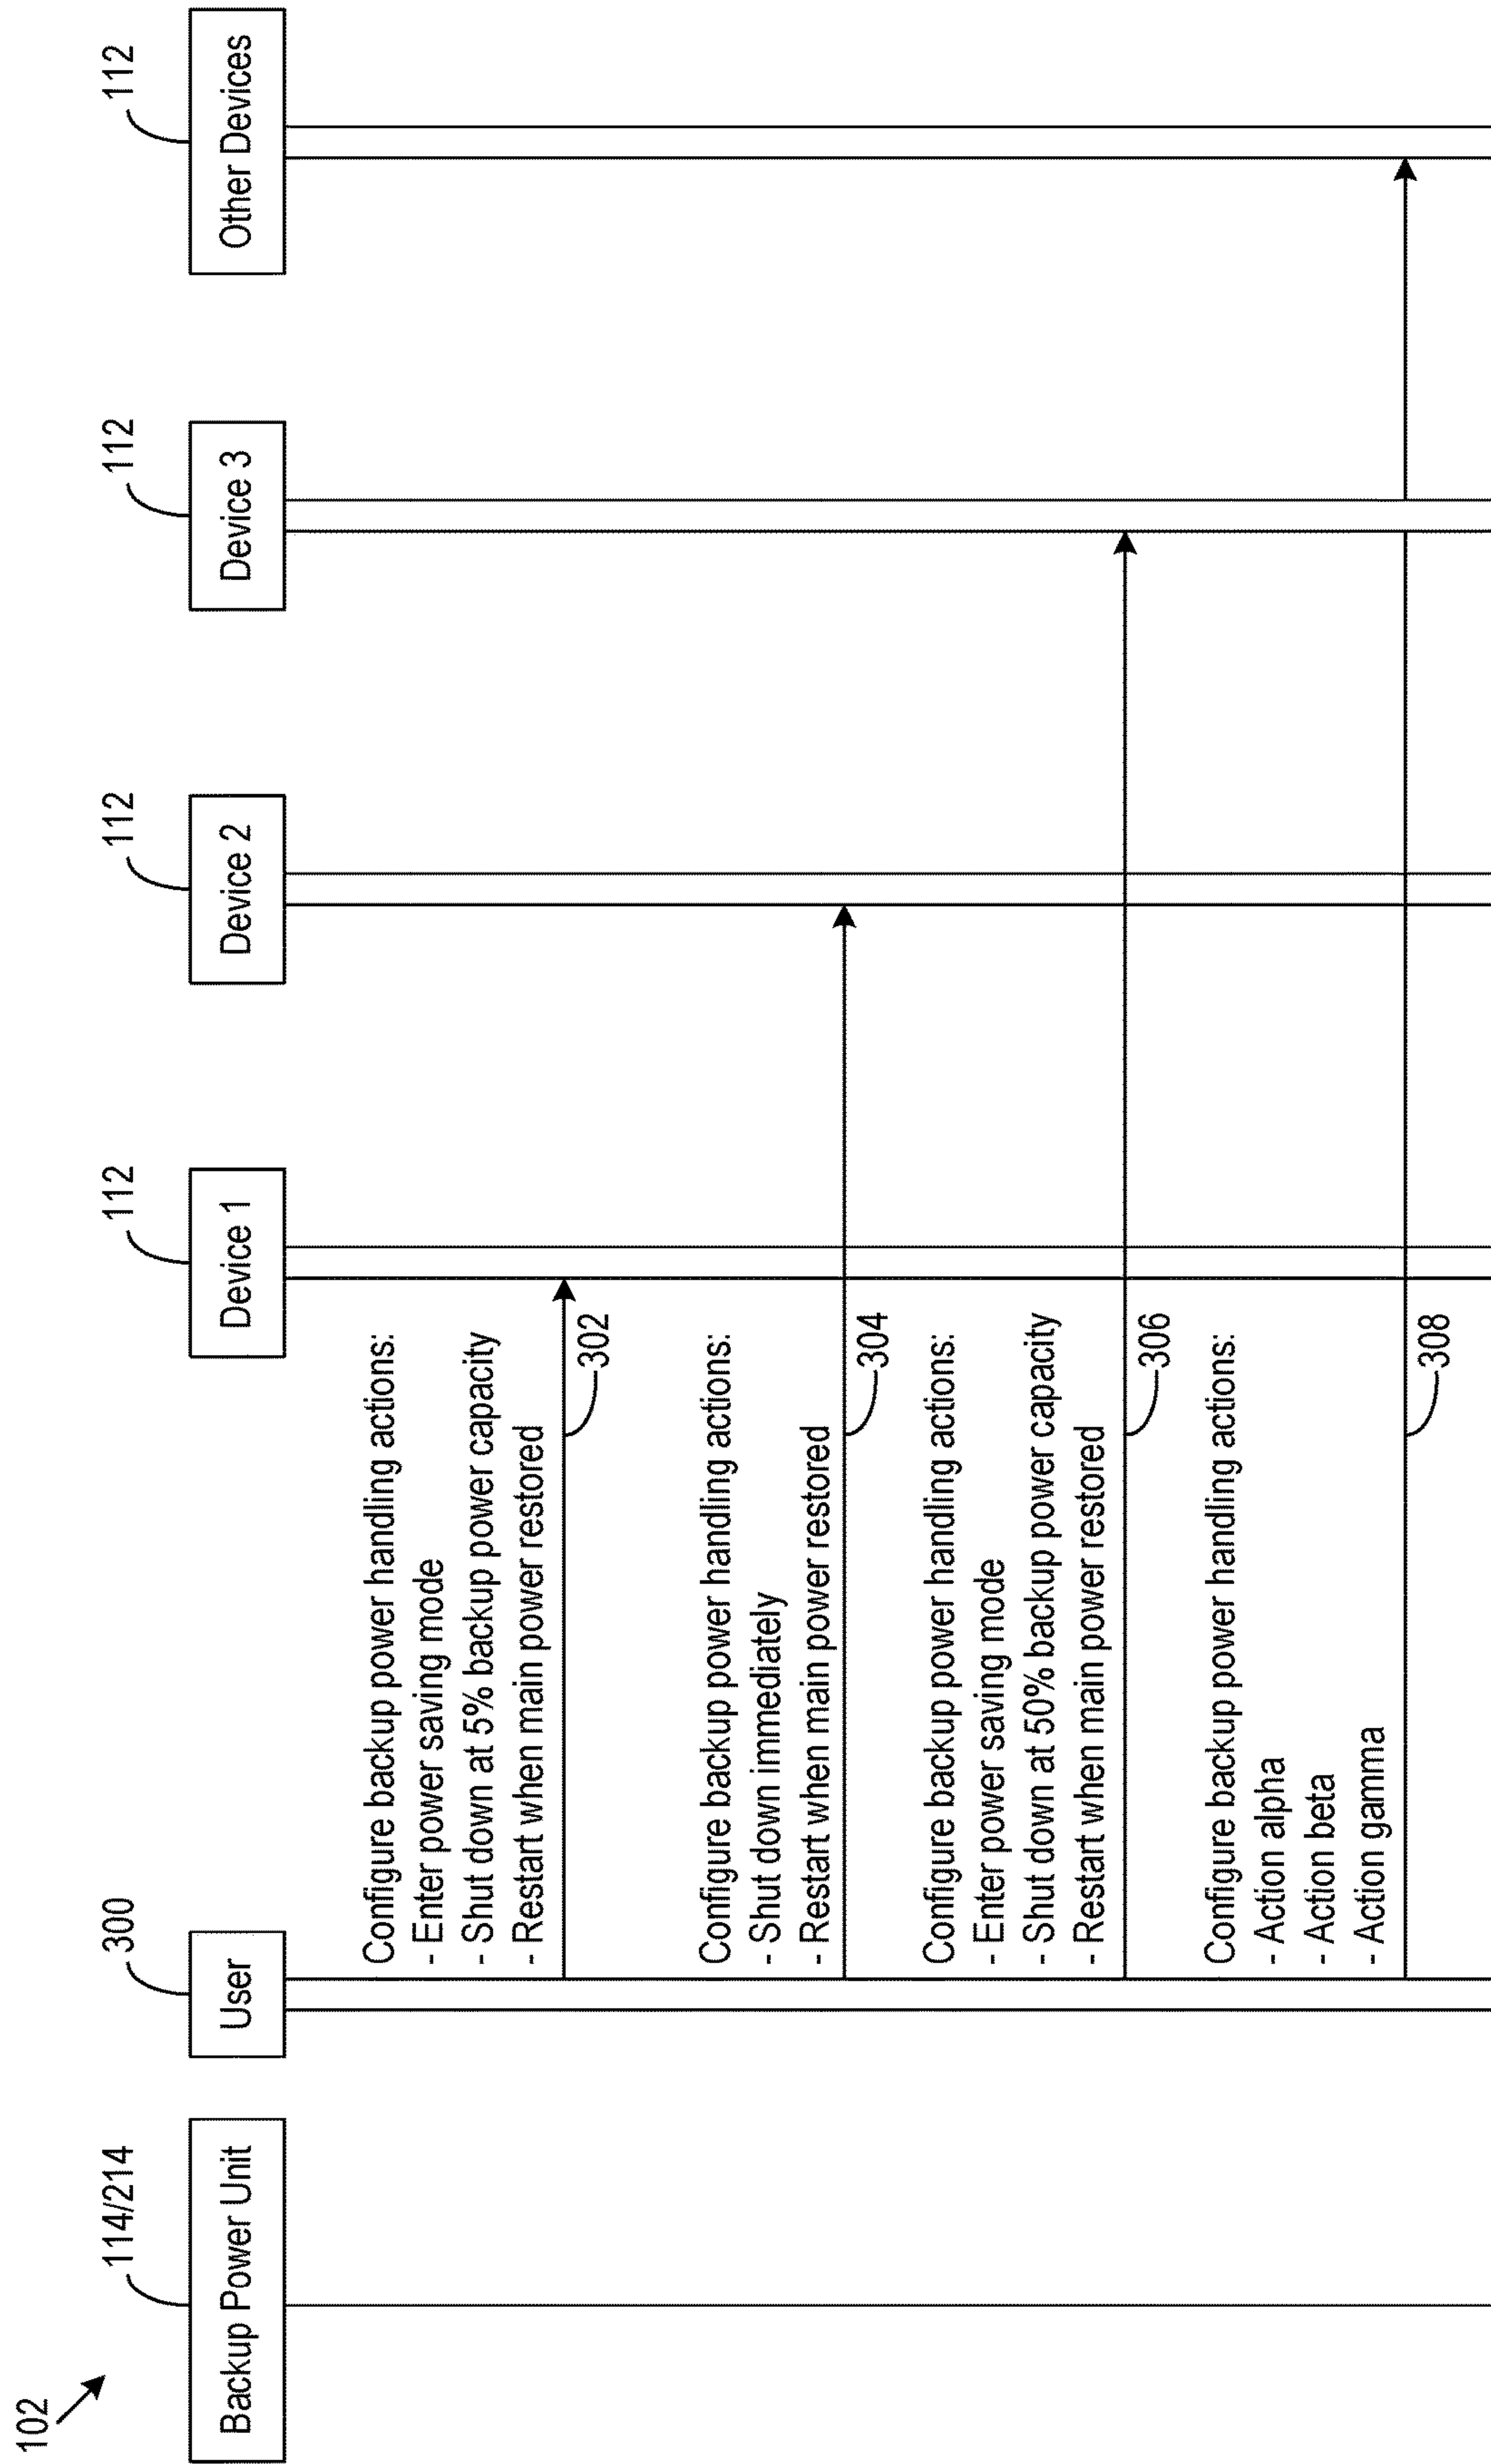 102
114/214
300
112
112
112
112
Backup Power Unit
User
Device 1
Device 2
Device 3
Other Devices
Configure backup power handling actions:
- Enter power saving mode
- Shut down at 5% backup power capacity
- Restart when main power restored
302
Configure backup power handling actions:
- Shut down immediately
- Restart when main power restored
304
Configure backup power handling actions:
- Enter power saving mode
- Shut down at 50% backup power capacity
- Restart when main power restored
306
Configure backup power handling actions:
- Action alpha
- Action beta
- Action gamma
308